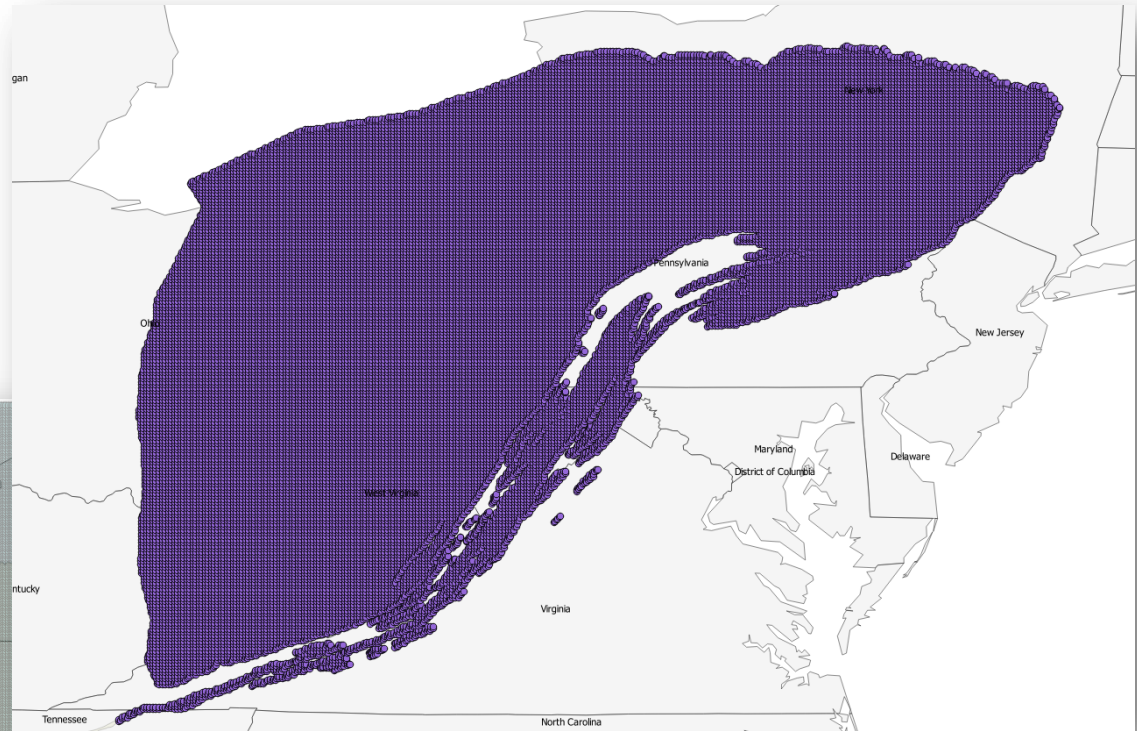 gan
New York
Pennsylvania
Ohio
New Jersey
Maryland
Delaware
District of Columbia
West Virginia
ntucky
Virginia
Tennessee
North Carolina